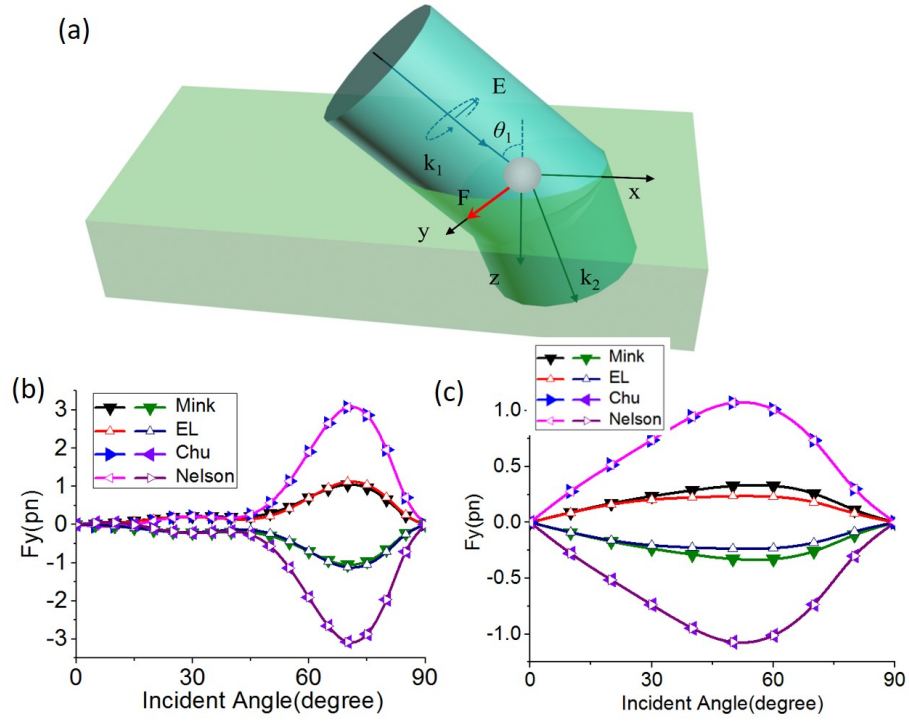 (a)
E
θ₁
k₁
F
x
y
z
k₂
(b)
Mink
EL
Chu
Nelson
Fy(pn)
3
2
1
0
-1
-2
-3
0
30
60
90
Incident Angle(degree)
(c)
Mink
EL
Chu
Nelson
Fy(pn)
1.0
0.5
0.0
-0.5
-1.0
0
30
60
90
Incident Angle(degree)